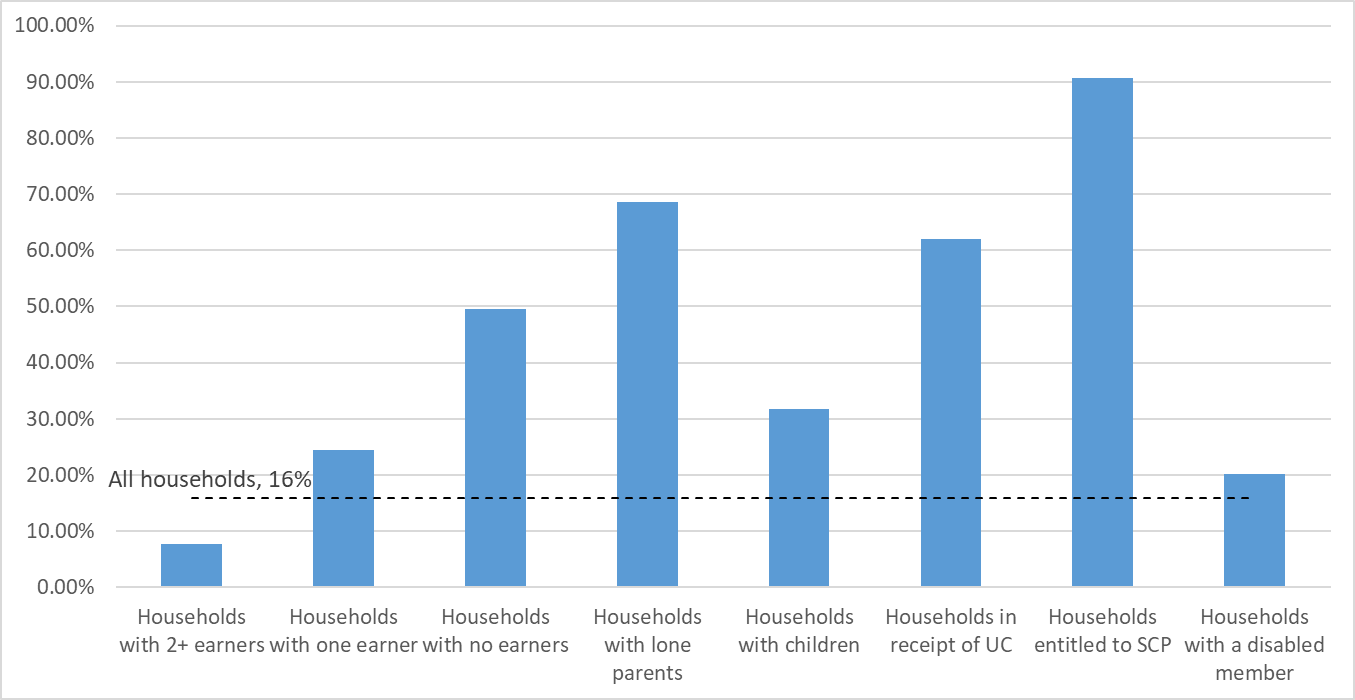 100.00%
90.00%
80.00%
70.00%
60.00%
50.00%
40.00%
30.00%
20.00%
10.00%
0.00%
All households, 16%
Households
with 2+ earners
Households
with one earner
Households
with no earners
Households
with lone
parents
Households
with children
Households in
receipt of UC
Households
entitled to SCP
Households
with a disabled
member